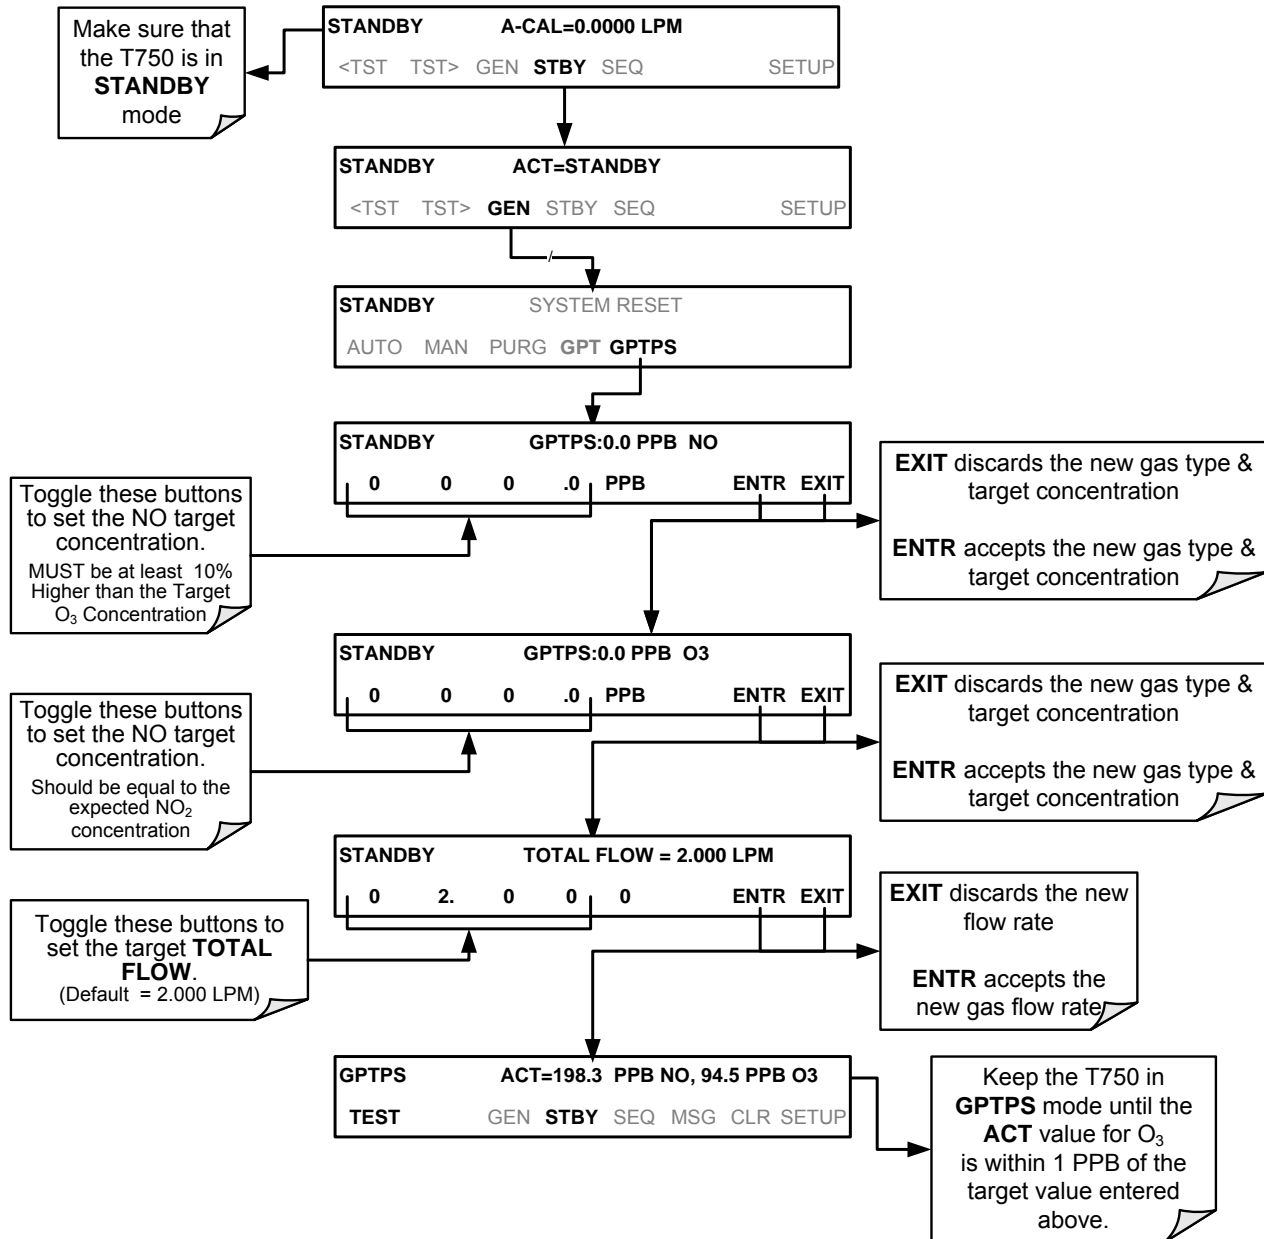 Make sure that
the T750 is in
STANDBY
mode
STANDBY A-CAL=0.0000 LPM
<TST TST> GEN STBY SEQ SETUP
STANDBY ACT=STANDBY
<TST TST> GEN STBY SEQ SETUP
STANDBY SYSTEM RESET
AUTO MAN PURG GPT GPTPS
STANDBY GPTPS:0.0 PPB NO
0 0 0 .0 PPB ENTR EXIT
Toggle these buttons
to set the NO target
concentration.
MUST be at least 10%
Higher than the Target
O3 Concentration
EXIT discards the new gas type &
target concentration
ENTR accepts the new gas type &
target concentration
STANDBY GPTPS:0.0 PPB O3
0 0 0 .0 PPB ENTR EXIT
Toggle these buttons
to set the NO target
concentration.
Should be equal to the
expected NO2
concentration
EXIT discards the new gas type &
target concentration
ENTR accepts the new gas type &
target concentration
STANDBY TOTAL FLOW = 2.000 LPM
0 2. 0 0 0 ENTR EXIT
Toggle these buttons to
set the target TOTAL
FLOW.
(Default = 2.000 LPM)
EXIT discards the new
flow rate
ENTR accepts the
new gas flow rate
GPTPS ACT=198.3 PPB NO, 94.5 PPB O3
TEST GEN STBY SEQ MSG CLR SETUP
Keep the T750 in
GPTPS mode until the
ACT value for O3
is within 1 PPB of the
target value entered
above.